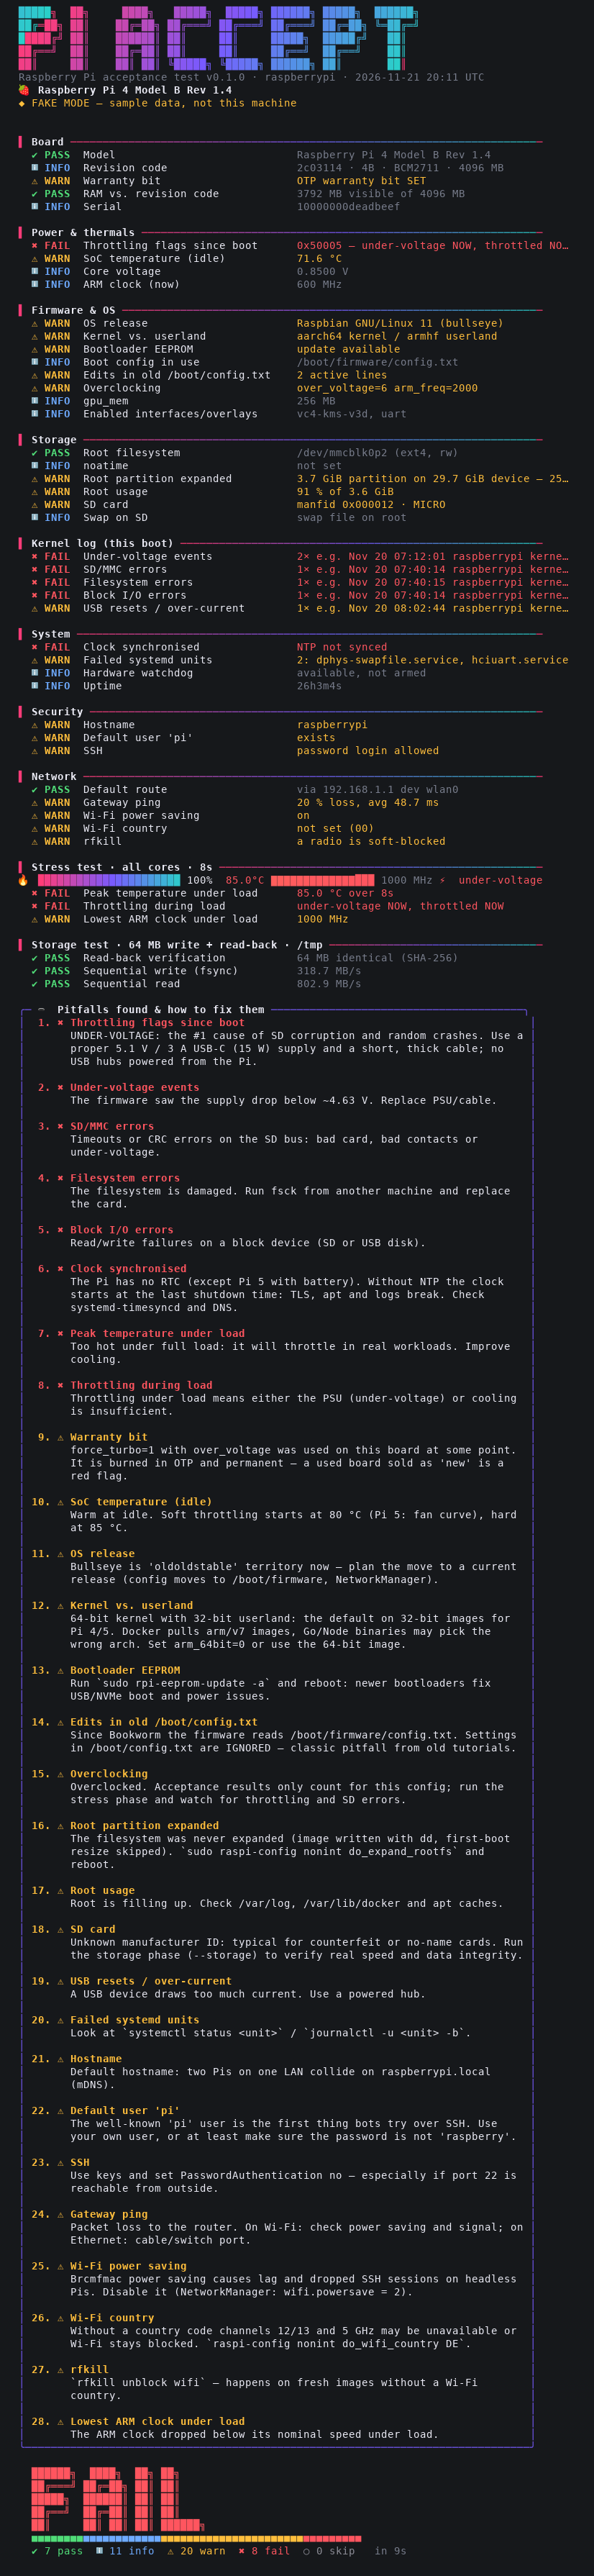 PI ACCEPT
Raspberry Pi acceptance test v0.1.0 · raspberrypi · 2026-11-21 20:11 UTC
🍓 Raspberry Pi 4 Model B Rev 1.4
◆ FAKE MODE — sample data, not this machine
Board
✔ PASS Model Raspberry Pi 4 Model B Rev 1.4
ℹ INFO Revision code 2c03114 · 4B · BCM2711 · 4096 MB
⚠ WARN Warranty bit OTP warranty bit SET
✔ PASS RAM vs. revision code 3792 MB visible of 4096 MB
ℹ INFO Serial 10000000deadbeef
Power & thermals
✖ FAIL Throttling flags since boot 0x50005 — under-voltage NOW, throttled NO…
⚠ WARN SoC temperature (idle) 71.6 °C
ℹ INFO Core voltage 0.8500 V
ℹ INFO ARM clock (now) 600 MHz
Firmware & OS
⚠ WARN OS release Raspbian GNU/Linux 11 (bullseye)
⚠ WARN Kernel vs. userland aarch64 kernel / armhf userland
⚠ WARN Bootloader EEPROM update available
ℹ INFO Boot config in use /boot/firmware/config.txt
⚠ WARN Edits in old /boot/config.txt 2 active lines
⚠ WARN Overclocking over_voltage=6 arm_freq=2000
ℹ INFO gpu_mem 256 MB
ℹ INFO Enabled interfaces/overlays vc4-kms-v3d, uart
Storage
✔ PASS Root filesystem /dev/mmcblk0p2 (ext4, rw)
ℹ INFO noatime not set
⚠ WARN Root partition expanded 3.7 GiB partition on 29.7 GiB device — 25…
⚠ WARN Root usage 91 % of 3.6 GiB
⚠ WARN SD card manfid 0x000012 · MICRO
ℹ INFO Swap on SD swap file on root
Kernel log (this boot)
✖ FAIL Under-voltage events 2× e.g. Nov 20 07:12:01 raspberrypi kerne…
✖ FAIL SD/MMC errors 1× e.g. Nov 20 07:40:14 raspberrypi kerne…
✖ FAIL Filesystem errors 1× e.g. Nov 20 07:40:15 raspberrypi kerne…
✖ FAIL Block I/O errors 1× e.g. Nov 20 07:40:14 raspberrypi kerne…
⚠ WARN USB resets / over-current 1× e.g. Nov 20 08:02:44 raspberrypi kerne…
System
✖ FAIL Clock synchronised NTP not synced
⚠ WARN Failed systemd units 2: dphys-swapfile.service, hciuart.service
ℹ INFO Hardware watchdog available, not armed
ℹ INFO Uptime 26h3m4s
Security
⚠ WARN Hostname raspberrypi
⚠ WARN Default user 'pi' exists
⚠ WARN SSH password login allowed
Network
✔ PASS Default route via 192.168.1.1 dev wlan0
⚠ WARN Gateway ping 20 % loss, avg 48.7 ms
⚠ WARN Wi-Fi power saving on
⚠ WARN Wi-Fi country not set (00)
⚠ WARN rfkill a radio is soft-blocked
Stress test · all cores · 8s
🔥 100% 85.0°C 1000 MHz ⚡ under-voltage
✖ FAIL Peak temperature under load 85.0 °C over 8s
✖ FAIL Throttling during load under-voltage NOW, throttled NOW
⚠ WARN Lowest ARM clock under load 1000 MHz
Storage test · 64 MB write + read-back · /tmp
✔ PASS Read-back verification 64 MB identical (SHA-256)
✔ PASS Sequential write (fsync) 318.7 MB/s
✔ PASS Sequential read 802.9 MB/s
Pitfalls found & how to fix them
1. ✖ Throttling flags since boot
UNDER-VOLTAGE: the #1 cause of SD corruption and random crashes. Use a
proper 5.1 V / 3 A USB-C (15 W) supply and a short, thick cable; no
USB hubs powered from the Pi.
2. ✖ Under-voltage events
The firmware saw the supply drop below ~4.63 V. Replace PSU/cable.
3. ✖ SD/MMC errors
Timeouts or CRC errors on the SD bus: bad card, bad contacts or
under-voltage.
4. ✖ Filesystem errors
The filesystem is damaged. Run fsck from another machine and replace
the card.
5. ✖ Block I/O errors
Read/write failures on a block device (SD or USB disk).
6. ✖ Clock synchronised
The Pi has no RTC (except Pi 5 with battery). Without NTP the clock
starts at the last shutdown time: TLS, apt and logs break. Check
systemd-timesyncd and DNS.
7. ✖ Peak temperature under load
Too hot under full load: it will throttle in real workloads. Improve
cooling.
8. ✖ Throttling during load
Throttling under load means either the PSU (under-voltage) or cooling
is insufficient.
9. ⚠ Warranty bit
force_turbo=1 with over_voltage was used on this board at some point.
It is burned in OTP and permanent — a used board sold as 'new' is a
red flag.
10. ⚠ SoC temperature (idle)
Warm at idle. Soft throttling starts at 80 °C (Pi 5: fan curve), hard
at 85 °C.
11. ⚠ OS release
Bullseye is 'oldoldstable' territory now — plan the move to a current
release (config moves to /boot/firmware, NetworkManager).
12. ⚠ Kernel vs. userland
64-bit kernel with 32-bit userland: the default on 32-bit images for
Pi 4/5. Docker pulls arm/v7 images, Go/Node binaries may pick the
wrong arch. Set arm_64bit=0 or use the 64-bit image.
13. ⚠ Bootloader EEPROM
Run `sudo rpi-eeprom-update -a` and reboot: newer bootloaders fix
USB/NVMe boot and power issues.
14. ⚠ Edits in old /boot/config.txt
Since Bookworm the firmware reads /boot/firmware/config.txt. Settings
in /boot/config.txt are IGNORED — classic pitfall from old tutorials.
15. ⚠ Overclocking
Overclocked. Acceptance results only count for this config; run the
stress phase and watch for throttling and SD errors.
16. ⚠ Root partition expanded
The filesystem was never expanded (image written with dd, first-boot
resize skipped). `sudo raspi-config nonint do_expand_rootfs` and
reboot.
17. ⚠ Root usage
Root is filling up. Check /var/log, /var/lib/docker and apt caches.
18. ⚠ SD card
Unknown manufacturer ID: typical for counterfeit or no-name cards. Run
the storage phase (--storage) to verify real speed and data integrity.
19. ⚠ USB resets / over-current
A USB device draws too much current. Use a powered hub.
20. ⚠ Failed systemd units
Look at `systemctl status <unit>` / `journalctl -u <unit> -b`.
21. ⚠ Hostname
Default hostname: two Pis on one LAN collide on raspberrypi.local
(mDNS).
22. ⚠ Default user 'pi'
The well-known 'pi' user is the first thing bots try over SSH. Use
your own user, or at least make sure the password is not 'raspberry'.
23. ⚠ SSH
Use keys and set PasswordAuthentication no — especially if port 22 is
reachable from outside.
24. ⚠ Gateway ping
Packet loss to the router. On Wi-Fi: check power saving and signal; on
Ethernet: cable/switch port.
25. ⚠ Wi-Fi power saving
Brcmfmac power saving causes lag and dropped SSH sessions on headless
Pis. Disable it (NetworkManager: wifi.powersave = 2).
26. ⚠ Wi-Fi country
Without a country code channels 12/13 and 5 GHz may be unavailable or
Wi-Fi stays blocked. `raspi-config nonint do_wifi_country DE`.
27. ⚠ rfkill
`rfkill unblock wifi` — happens on fresh images without a Wi-Fi
country.
28. ⚠ Lowest ARM clock under load
The ARM clock dropped below its nominal speed under load.
FAIL
✔ 7 pass ℹ 11 info ⚠ 20 warn ✖ 8 fail ○ 0 skip in 9s